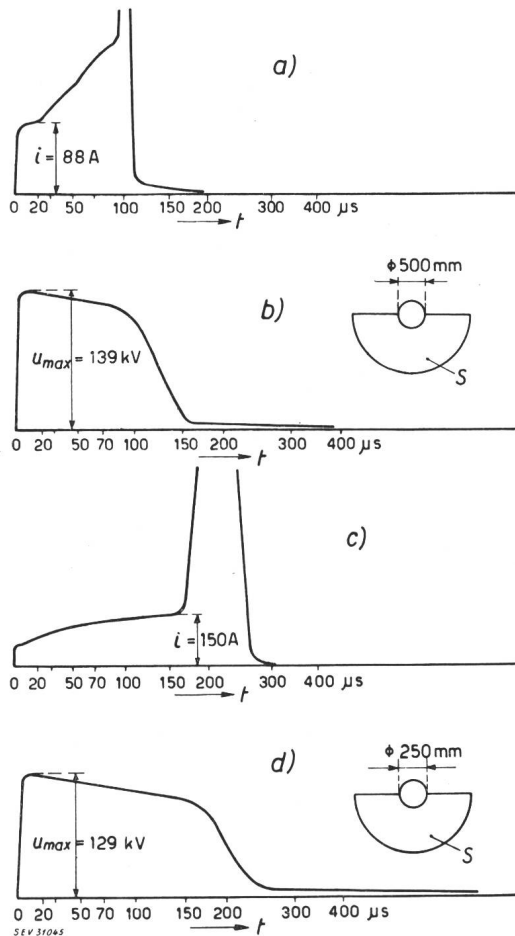 a)
i = 88 A
0 20 50 100 150 200 300 400 µs
t
b)
ϕ 500 mm
u max = 139 kV
S
0 20 50 70 100 150 200 300 400 µs
t
c)
i = 150 A
0 20 50 70 100 150 200 300 400 µs
t
d)
ϕ 250 mm
u max = 129 kV
S
0 20 50 70 100 150 200 300 400 µs
t
SEV 31045